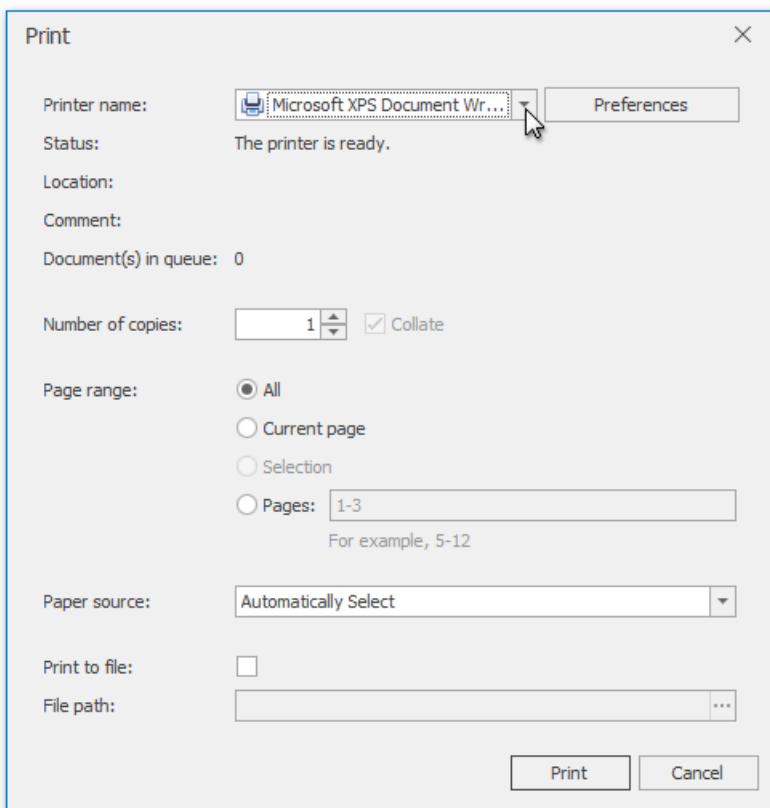 Print
Printer name: Microsoft XPS Document Wr... Preferences
Status: The printer is ready.
Location:
Comment:
Document(s) in queue: 0
Number of copies: 1 Collate
Page range: All
Current page
Selection
Pages: 1-3
For example, 5-12
Paper source: Automatically Select
Print to file:
File path: ...
Print Cancel